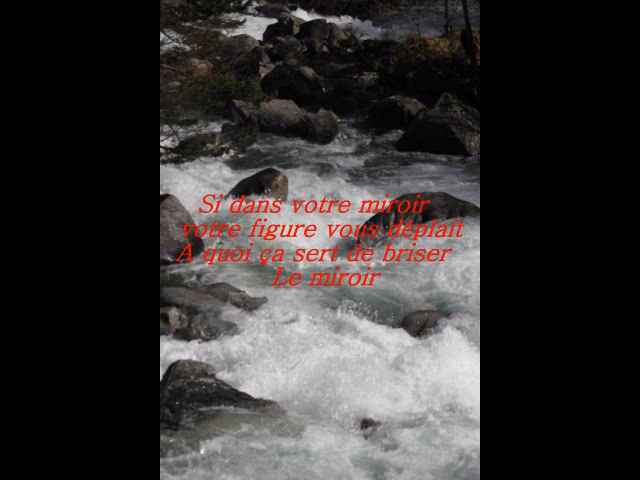 Si dans votre miroir
votre figure vous déplait
A quoi ça sert de briser
Le miroir